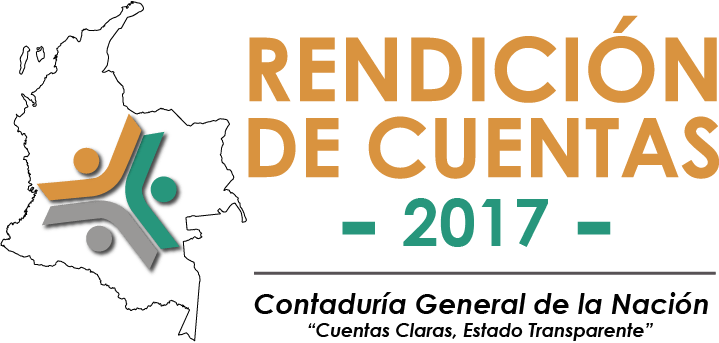 RENDICIÓN
DE CUENTAS
- 2017 -
Contaduría General de la Nación
“Cuentas Claras, Estado Transparente”